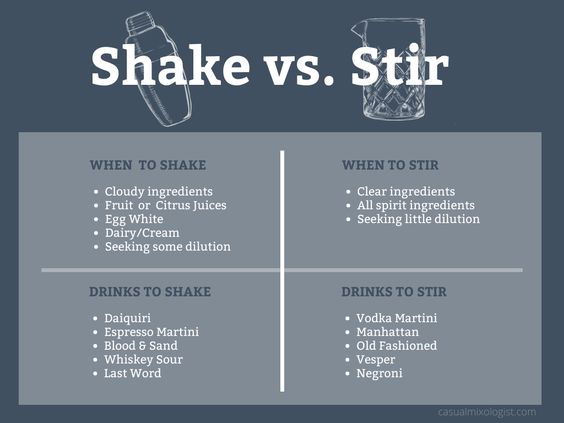 Shake vs. Stir
WHEN TO SHAKE
• Cloudy ingredients
• Fruit or Citrus Juices
• Egg White
• Dairy/Cream
• Seeking some dilution
WHEN TO STIR
• Clear ingredients
• All spirit ingredients
• Seeking little dilution
DRINKS TO SHAKE
• Daiquiri
• Espresso Martini
• Blood & Sand
• Whiskey Sour
• Last Word
DRINKS TO STIR
• Vodka Martini
• Manhattan
• Old Fashioned
• Vesper
• Negroni
casualmixologist.com